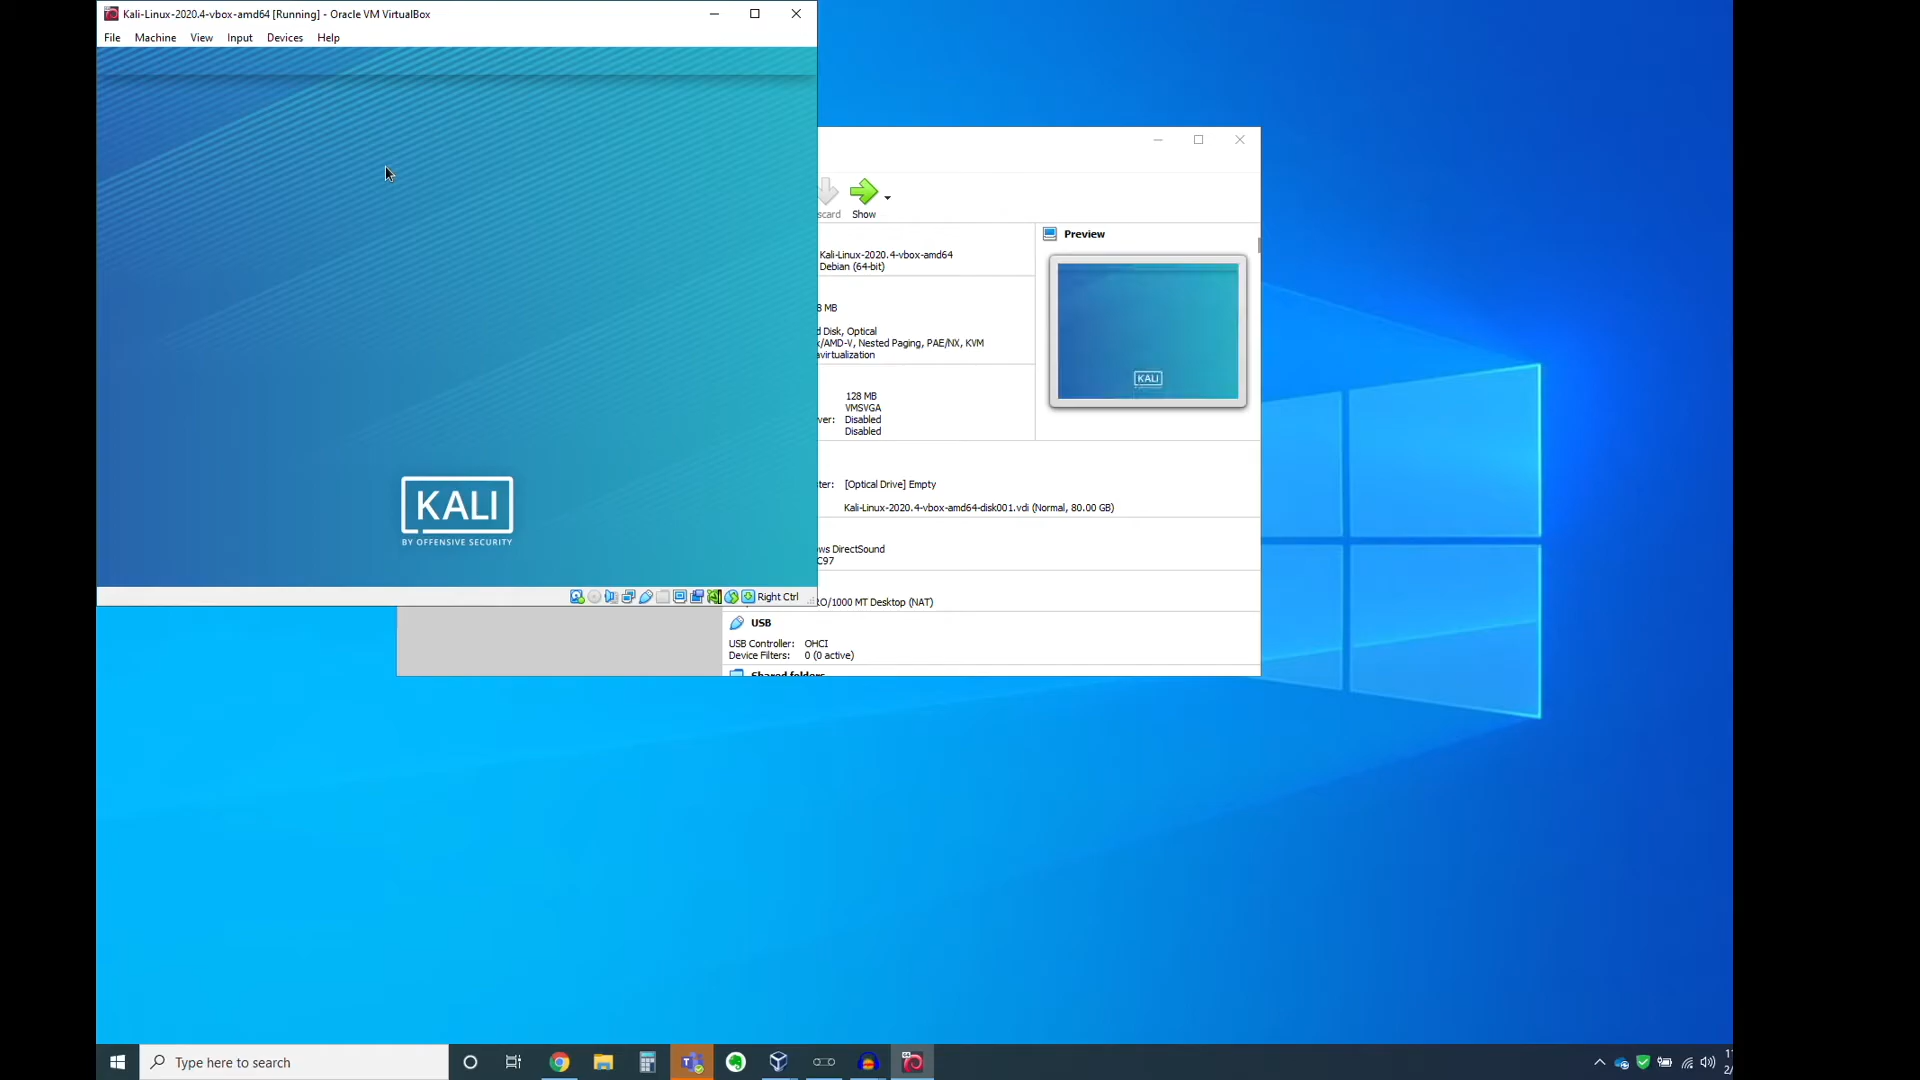 Kali-Linux-2020.4-vbox-amd64 [Running] - Oracle VM VirtualBox
File Machine View Input Devices Help
Show
Preview
Kali-Linux-2020.4-vbox-amd64
Debian (64-bit)
8 MB
d Disk, Optical
x/AMD-V, Nested Paging, PAE/NX, KVM
avirtualization
128 MB
VMSVGA
ver: Disabled
Disabled
KALI
ter: [Optical Drive] Empty
Kali-Linux-2020.4-vbox-amd64-disk001.vdi (Normal, 80.00 GB)
KALI
BY OFFENSIVE SECURITY
ws DirectSound
C97
Right Ctrl
RO/1000 MT Desktop (NAT)
USB
USB Controller: OHCI
Device Filters: 0 (0 active)
Shared folders
Type here to search